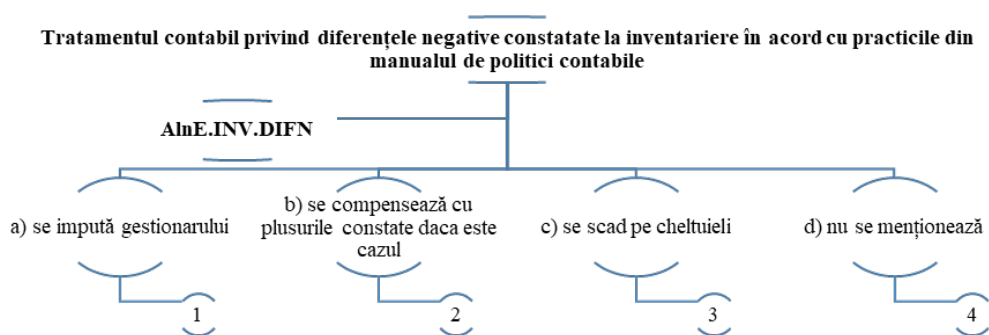 Tratamentul contabil privind diferențele negative constatate la inventariere în acord cu practicile din
manualul de politici contabile
AlnE.INV.DIFN
a) se impută gestionarului
b) se compensează cu
plusurile constate daca este
cazul
c) se scad pe cheltuieli
d) nu se menționează
1
2
3
4